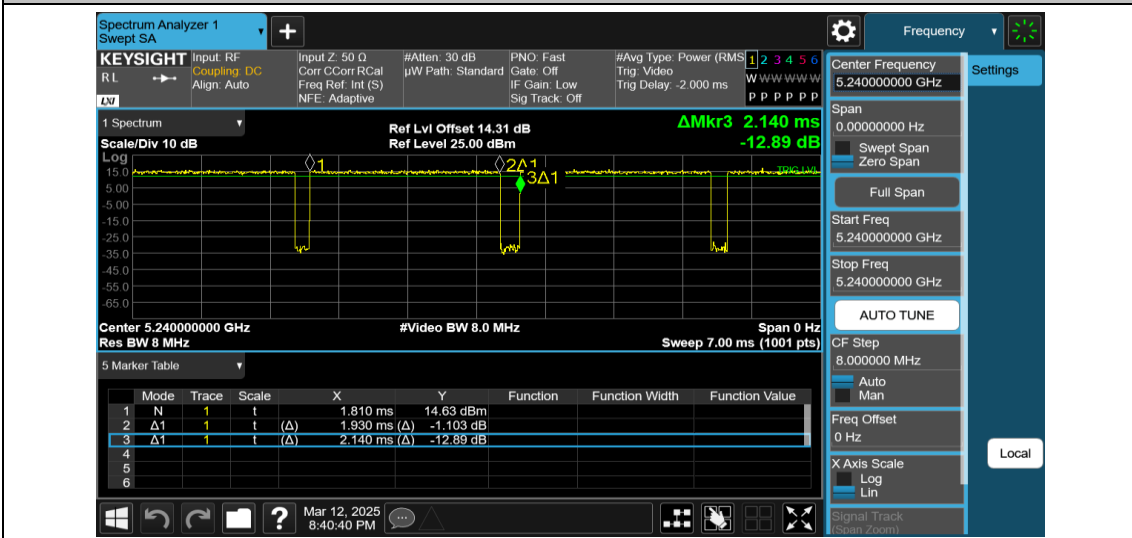 Spectrum Analyzer 1
Swept SA
Frequency
KEYSIGHT
R L
LXI
Input: RF
Coupling: DC
Align: Auto
Input Z: 50 Ω
Corr CCorr RCal
Freq Ref: Int (S)
NFE: Adaptive
#Atten: 30 dB
µW Path: Standard
PNO: Fast
Gate: Off
IF Gain: Low
Sig Track: Off
#Avg Type: Power (RMS
Trig: Video
Trig Delay: -2.000 ms
1 2 3 4 5 6
W W W W W W
P P P P P P
1 Spectrum
Scale/Div 10 dB
Ref Lvl Offset 14.31 dB
Ref Level 25.00 dBm
ΔMkr3 2.140 ms
-12.89 dB
Log
15.0
5.00
-5.00
-15.0
-25.0
-35.0
-45.0
-55.0
-65.0
1
2Δ1
3Δ1
TRIG LVL
Center 5.240000000 GHz
#Video BW 8.0 MHz
Span 0 Hz
Res BW 8 MHz
Sweep 7.00 ms (1001 pts)
5 Marker Table
Mode Trace Scale X Y Function Function Width Function Value
1 N 1 t 1.810 ms 14.63 dBm
2 Δ1 1 t (Δ) 1.930 ms (Δ) -1.103 dB
3 Δ1 1 t (Δ) 2.140 ms (Δ) -12.89 dB
4
5
6
?
Mar 12, 2025
8:40:40 PM
Center Frequency
5.240000000 GHz
Span
0.00000000 Hz
Swept Span
Zero Span
Full Span
Start Freq
5.240000000 GHz
Stop Freq
5.240000000 GHz
AUTO TUNE
CF Step
8.000000 MHz
Auto
Man
Freq Offset
0 Hz
X Axis Scale
Log
Lin
Signal Track
(Span Zoom)
Settings
Local